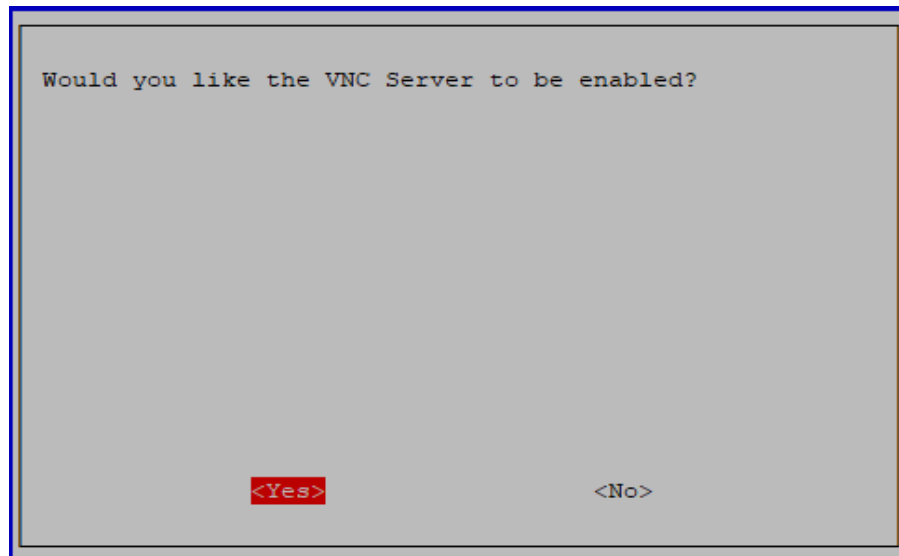 Would you like the VNC Server to be enabled?
<Yes> <No>